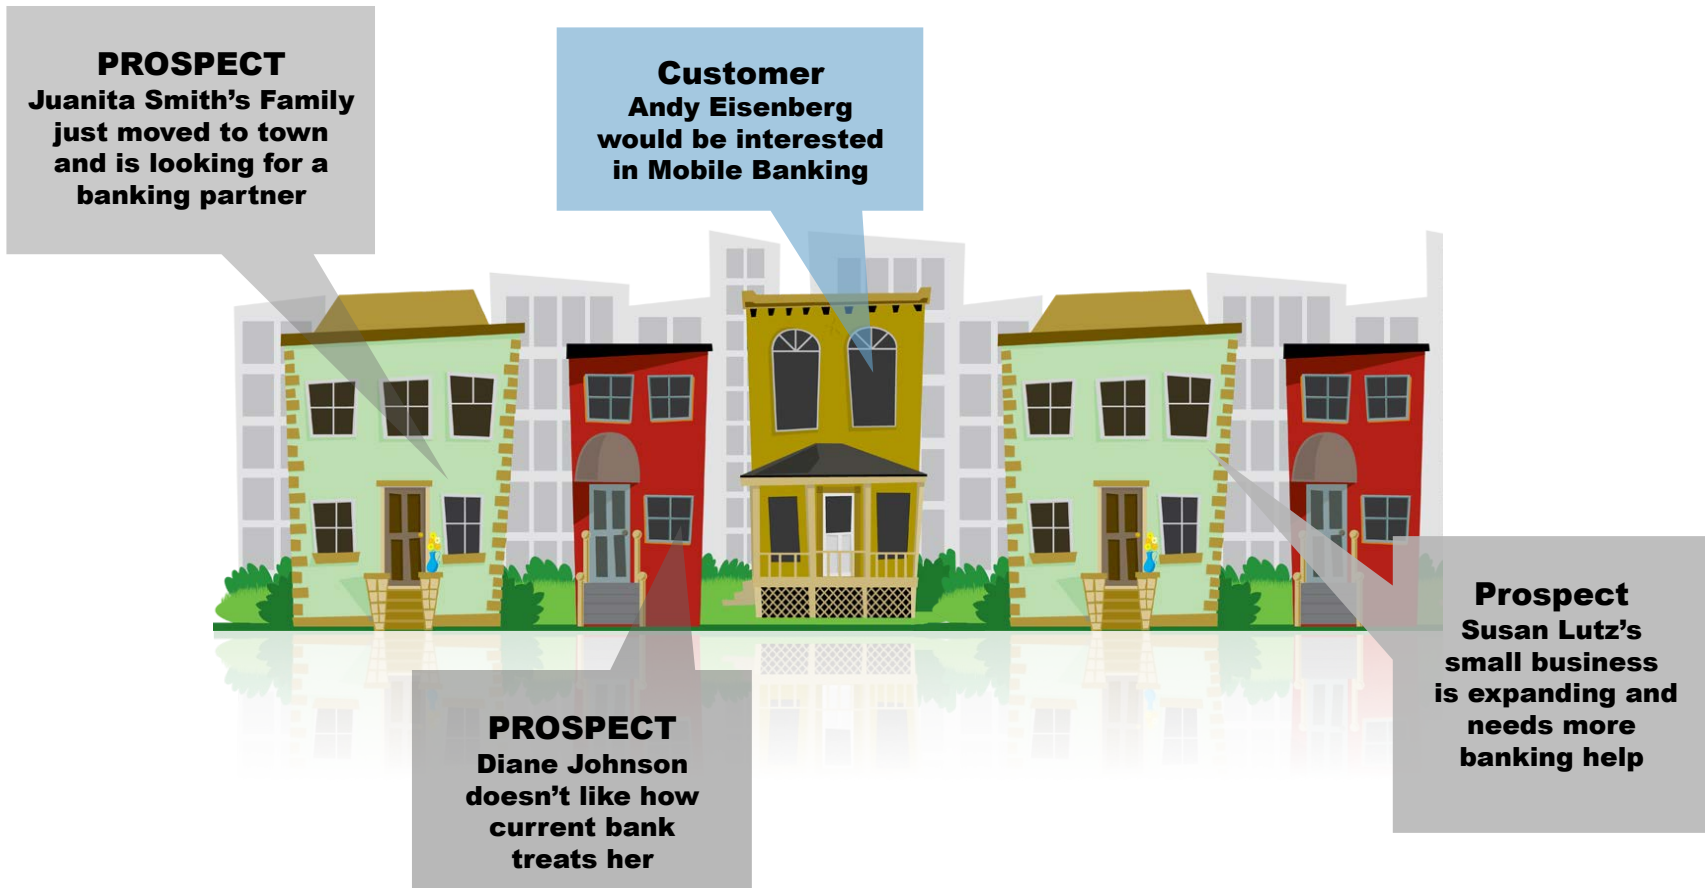 PROSPECT
Juanita Smith’s Family
just moved to town
and is looking for a
banking partner
Customer
Andy Eisenberg
would be interested
in Mobile Banking
PROSPECT
Diane Johnson
doesn’t like how
current bank
treats her
Prospect
Susan Lutz’s
small business
is expanding and
needs more
banking help